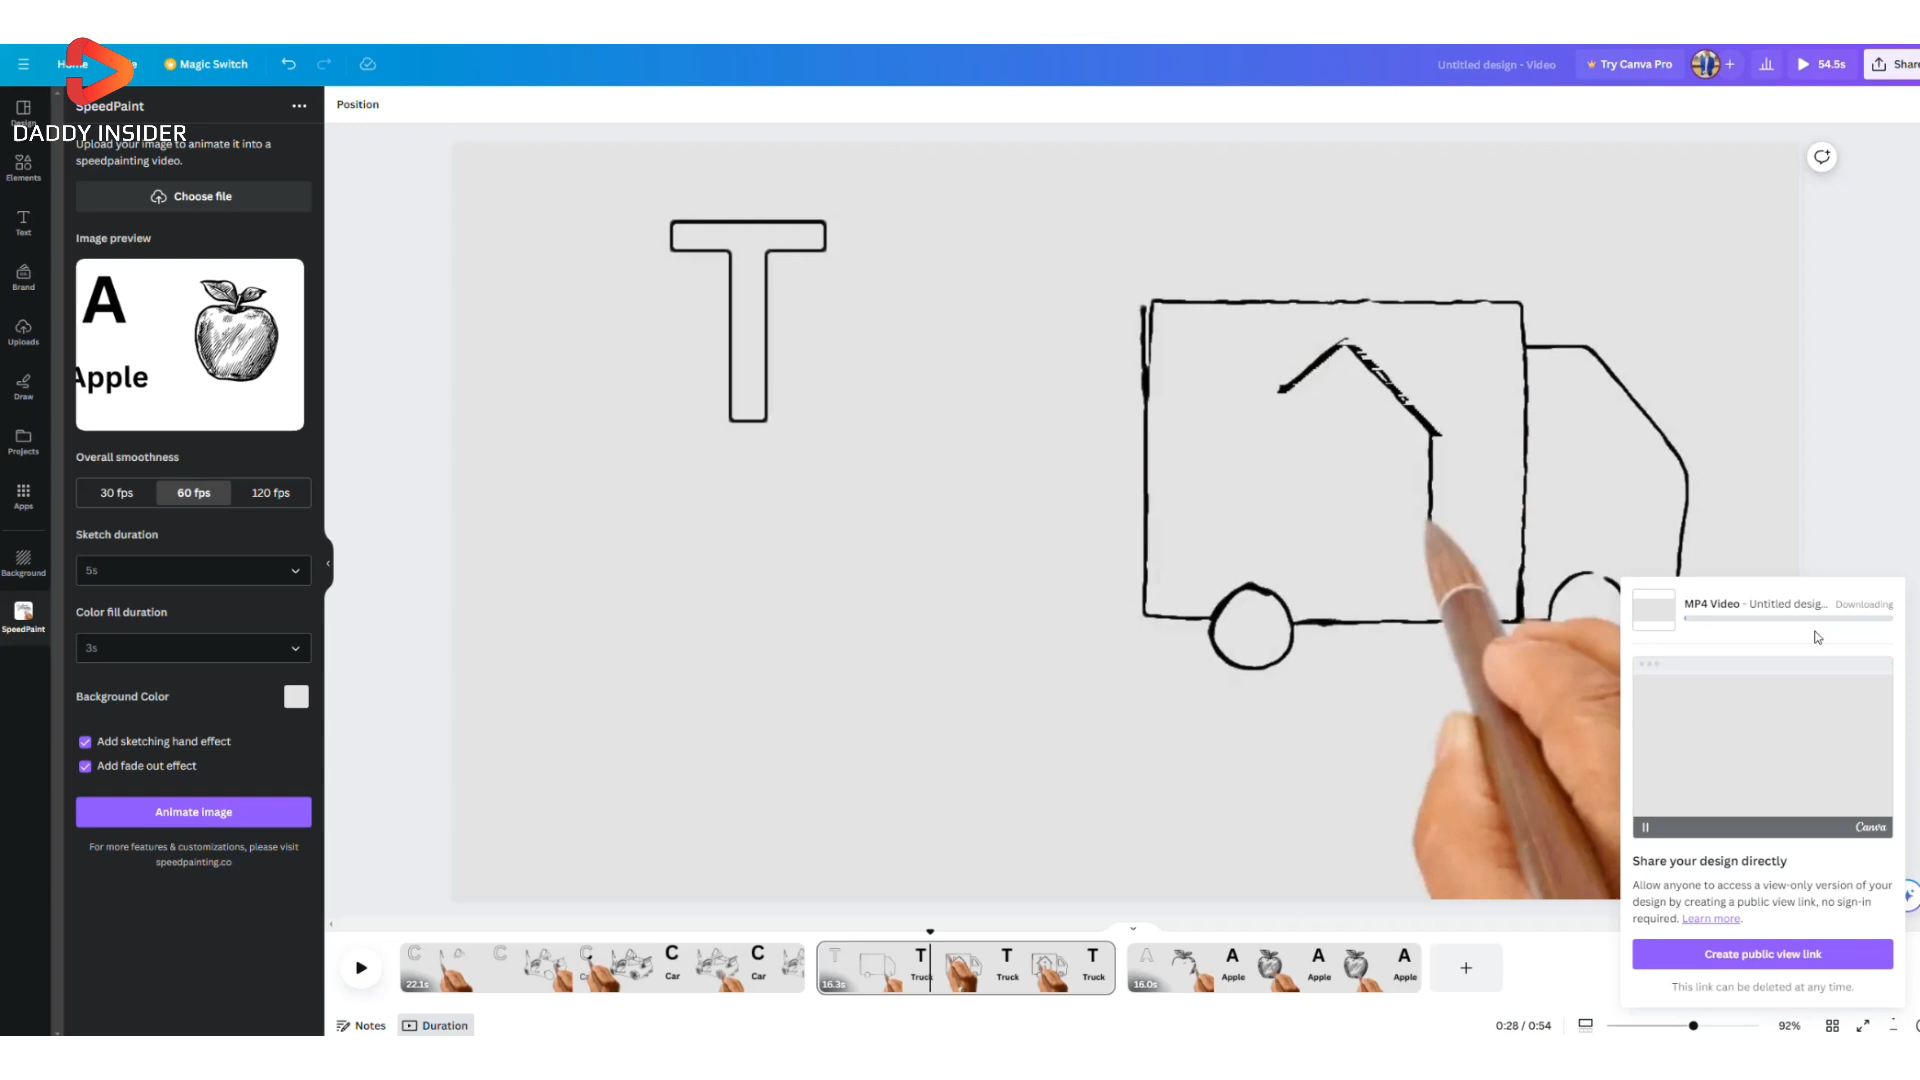 Magic Switch
Untitled design - Video
Try Canva Pro
54.5s
Share
SpeedPaint
Position
DADDY INSIDER
Upload your image to animate it into a
speedpainting video.
Elements
Choose file
Text
Image preview
A
Apple
Brand
Uploads
Draw
Projects
Overall smoothness
30 fps
60 fps
120 fps
Apps
Sketch duration
5s
Background
Color fill duration
SpeedPaint
3s
Background Color
Add sketching hand effect
Add fade out effect
Animate image
For more features & customizations, please visit
speedpainting.co
T
MP4 Video - Untitled desig...
Downloading
Canva
Share your design directly
Allow anyone to access a view-only version of your
design by creating a public view link, no sign-in
required. Learn more.
Create public view link
This link can be deleted at any time.
C
C
C
C
Car
C
Car
22.1s
T
T
Truck
T
Truck
T
Truck
16.3s
A
A
Apple
A
Apple
A
Apple
16.0s
Notes
Duration
0:28 / 0:54
92%